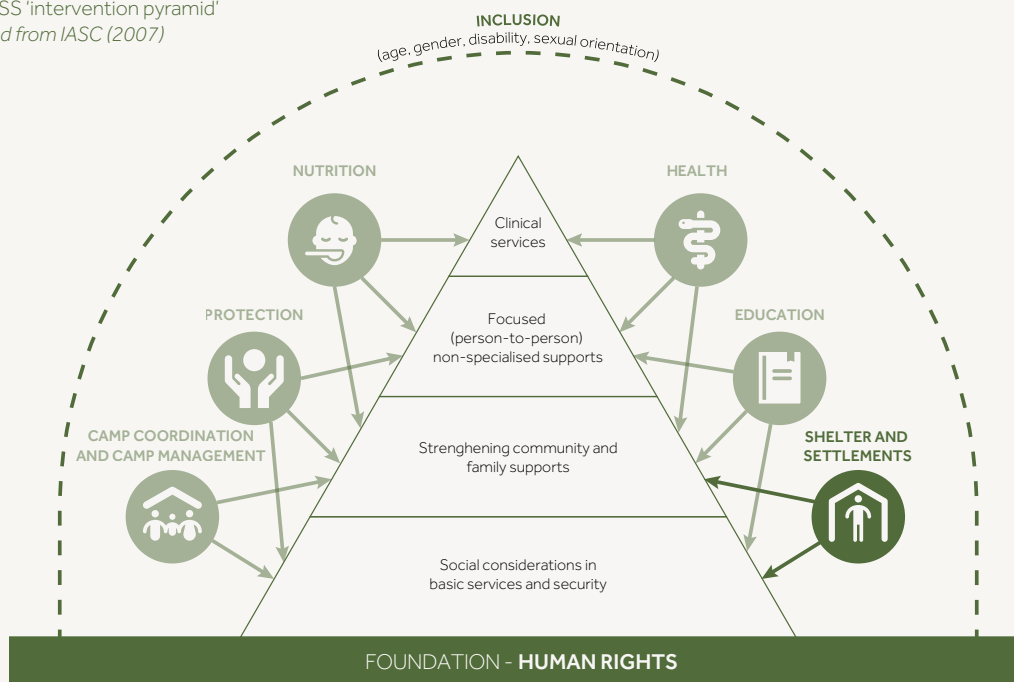 SS 'intervention pyramid'
d from IASC (2007)
INCLUSION
(age, gender, disability, sexual orientation)
NUTRITION
HEALTH
Clinical
services
PROTECTION
EDUCATION
Focused
(person-to-person)
non-specialised supports
CAMP COORDINATION
AND CAMP MANAGEMENT
SHELTER AND
SETTLEMENTS
Strengthening community and
family supports
Social considerations in
basic services and security
FOUNDATION - HUMAN RIGHTS